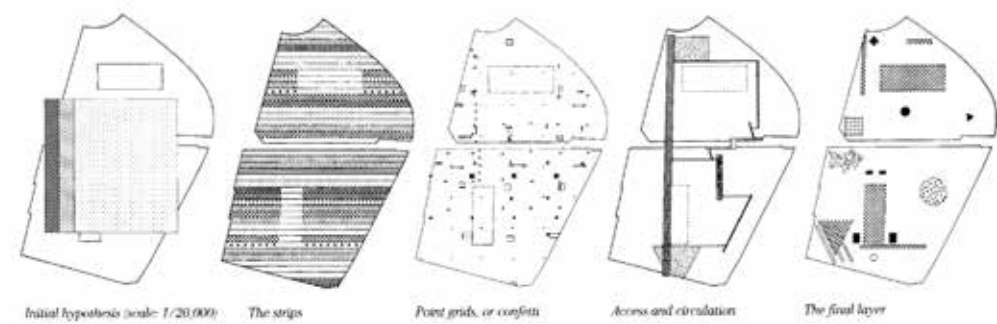 Initial hypothesis (scale: 1/20,000)
The strips
Point grids, or confetti
Access and circulation
The final layer